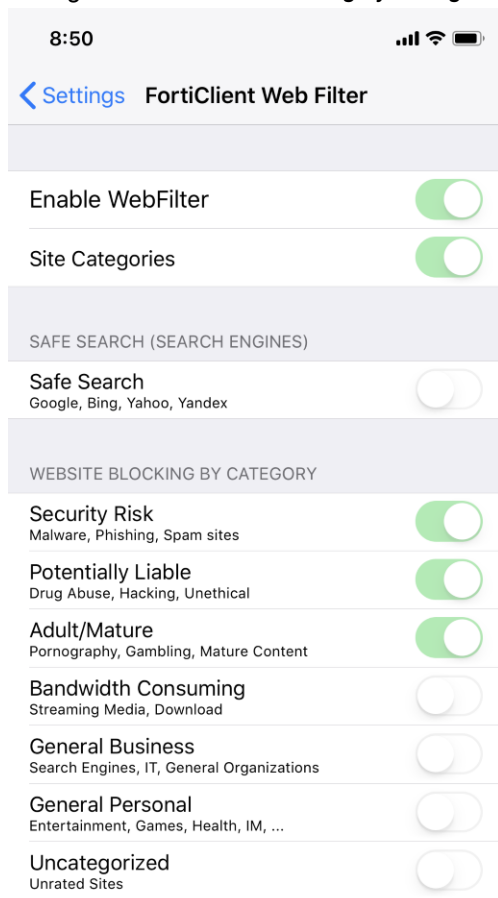 8:50
Settings FortiClient Web Filter
Enable WebFilter
Site Categories
SAFE SEARCH (SEARCH ENGINES)
Safe Search
Google, Bing, Yahoo, Yandex
WEBSITE BLOCKING BY CATEGORY
Security Risk
Malware, Phishing, Spam sites
Potentially Liable
Drug Abuse, Hacking, Unethical
Adult/Mature
Pornography, Gambling, Mature Content
Bandwidth Consuming
Streaming Media, Download
General Business
Search Engines, IT, General Organizations
General Personal
Entertainment, Games, Health, IM, ...
Uncategorized
Unrated Sites